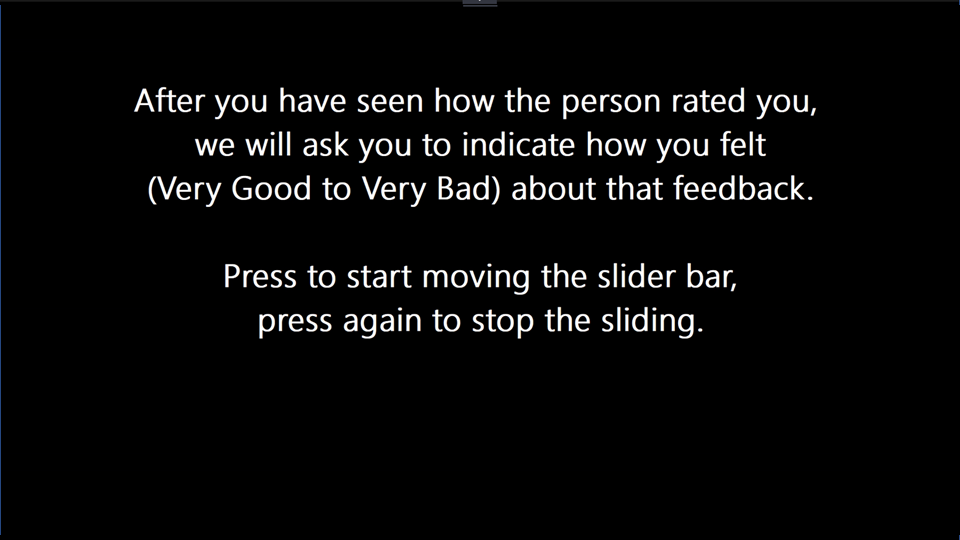 After you have seen how the person rated you,
we will ask you to indicate how you felt
(Very Good to Very Bad) about that feedback.
Press to start moving the slider bar,
press again to stop the sliding.